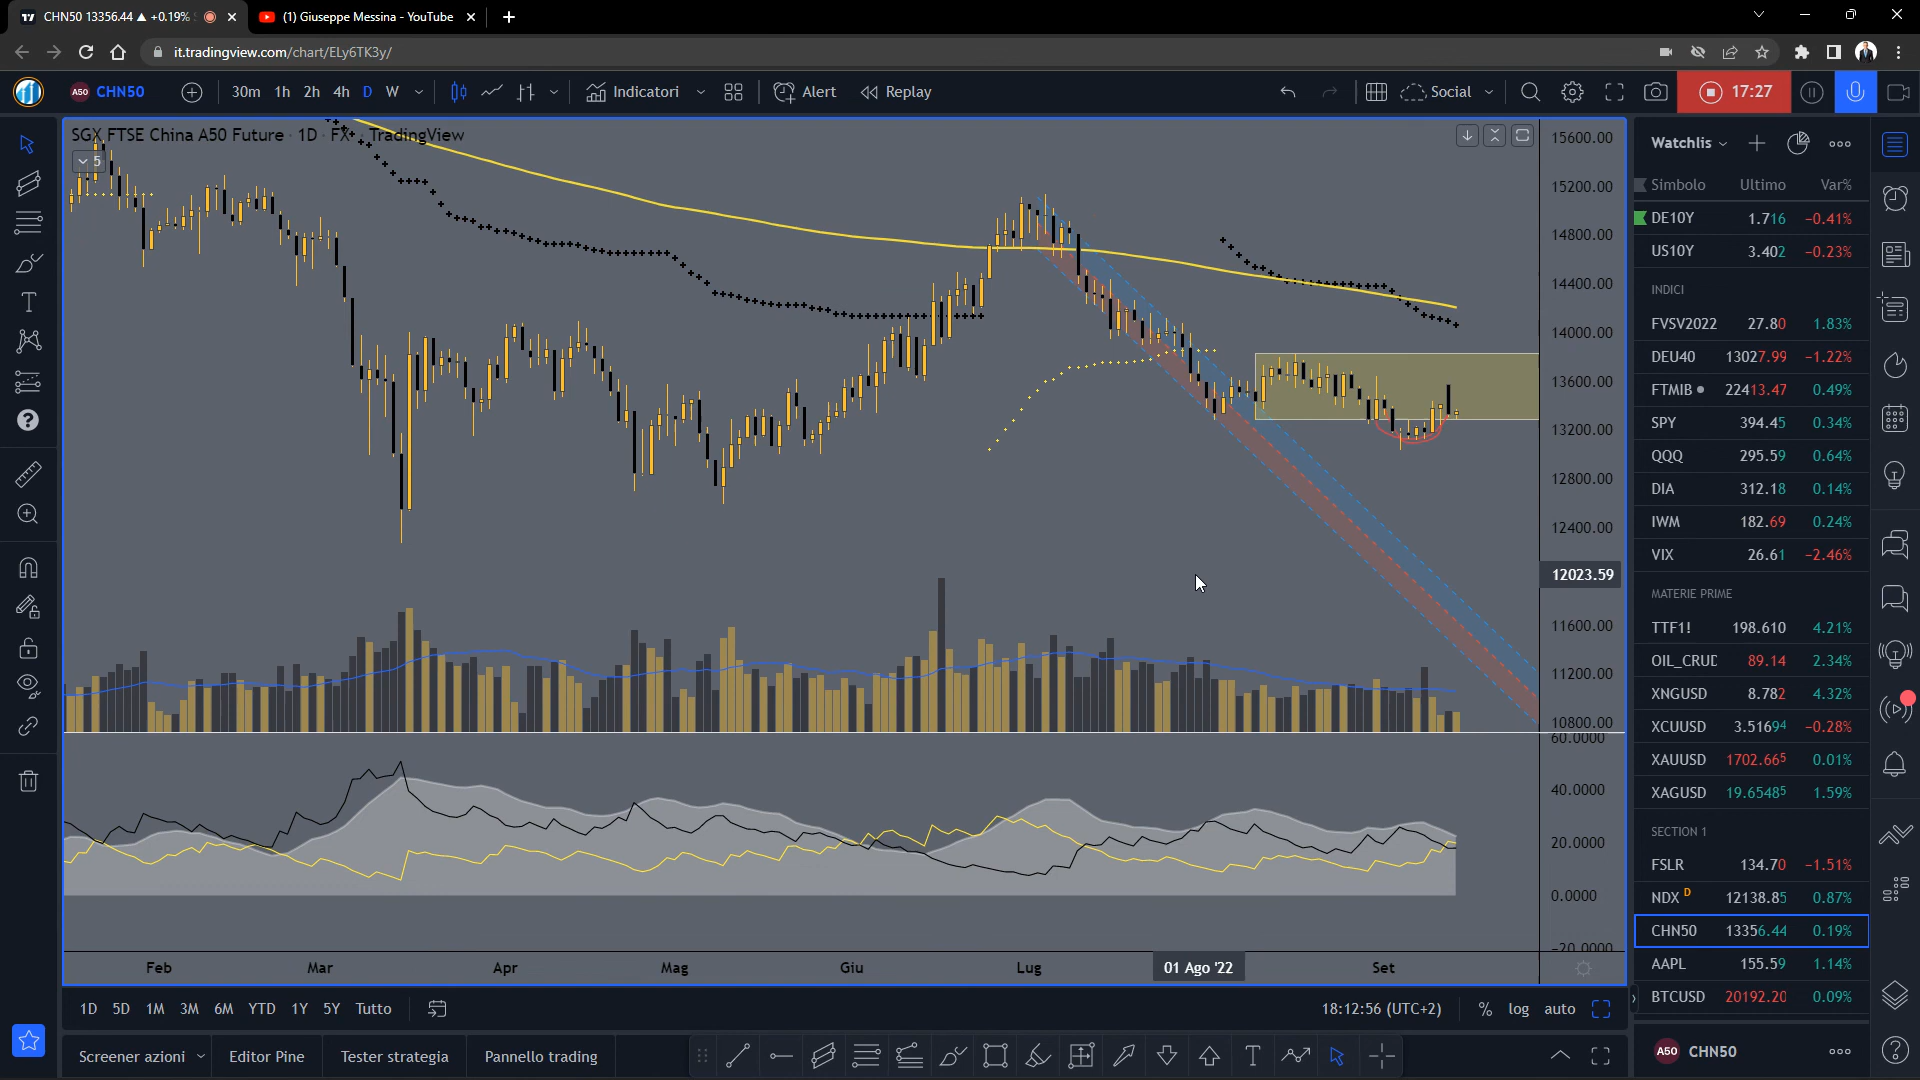 CHN50 13356.44 ▲ +0.19%
(1) Giuseppe Messina - YouTube
it.tradingview.com/chart/ELy6TK3y/
A50 CHN50
30m 1h 2h 4h D W
Indicatori
Alert
Replay
Social
17:27
SGX FTSE China A50 Future · 1D · FX · TradingView
5
15600.00
15200.00
14800.00
14400.00
14000.00
13600.00
13200.00
12800.00
12400.00
12023.59
11600.00
11200.00
10800.00
60.0000
40.0000
20.0000
0.0000
-20.0000
Feb Mar Apr Mag Giu Lug 01 Ago '22 Set
1D 5D 1M 3M 6M YTD 1Y 5Y Tutto
18:12:56 (UTC+2) % log auto
Screener azioni Editor Pine Tester strategia Pannello trading
Watchlis
Simbolo Ultimo Var%
DE10Y 1.716 −0.41%
US10Y 3.402 −0.23%
INDICI
FVSV2022 27.80 1.83%
DEU40 13027.99 −1.22%
FTMIB 22413.47 0.49%
SPY 394.45 0.34%
QQQ 295.59 0.64%
DIA 312.18 0.14%
IWM 182.69 0.24%
VIX 26.61 −2.46%
MATERIE PRIME
TTF1! 198.610 4.21%
OIL_CRUD 89.14 2.34%
XNGUSD 8.782 4.32%
XCUUSD 3.51694 −0.28%
XAUUSD 1702.665 0.01%
XAGUSD 19.65485 1.59%
SECTION 1
FSLR 134.70 −1.51%
NDX D 12138.85 0.87%
CHN50 13356.44 0.19%
AAPL 155.59 1.14%
BTCUSD 20192.20 0.09%
A50 CHN50